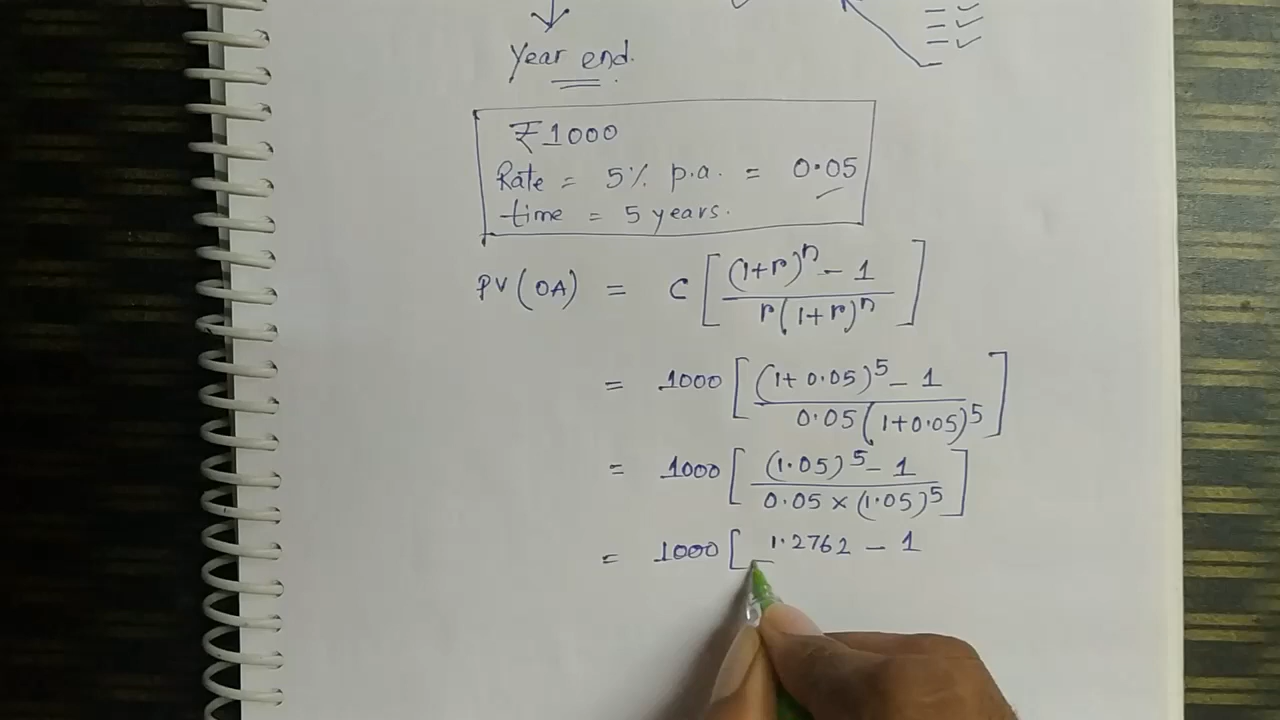 Year end.
₹1000
Rate = 5% p.a. = 0.05
time = 5 years.
PV(OA) = C [ (1+r)^n - 1 / r(1+r)^n ]
= 1000 [ (1+0.05)^5 - 1 / 0.05(1+0.05)^5 ]
= 1000 [ (1.05)^5 - 1 / 0.05 × (1.05)^5 ]
= 1000 [ 1.2762 - 1